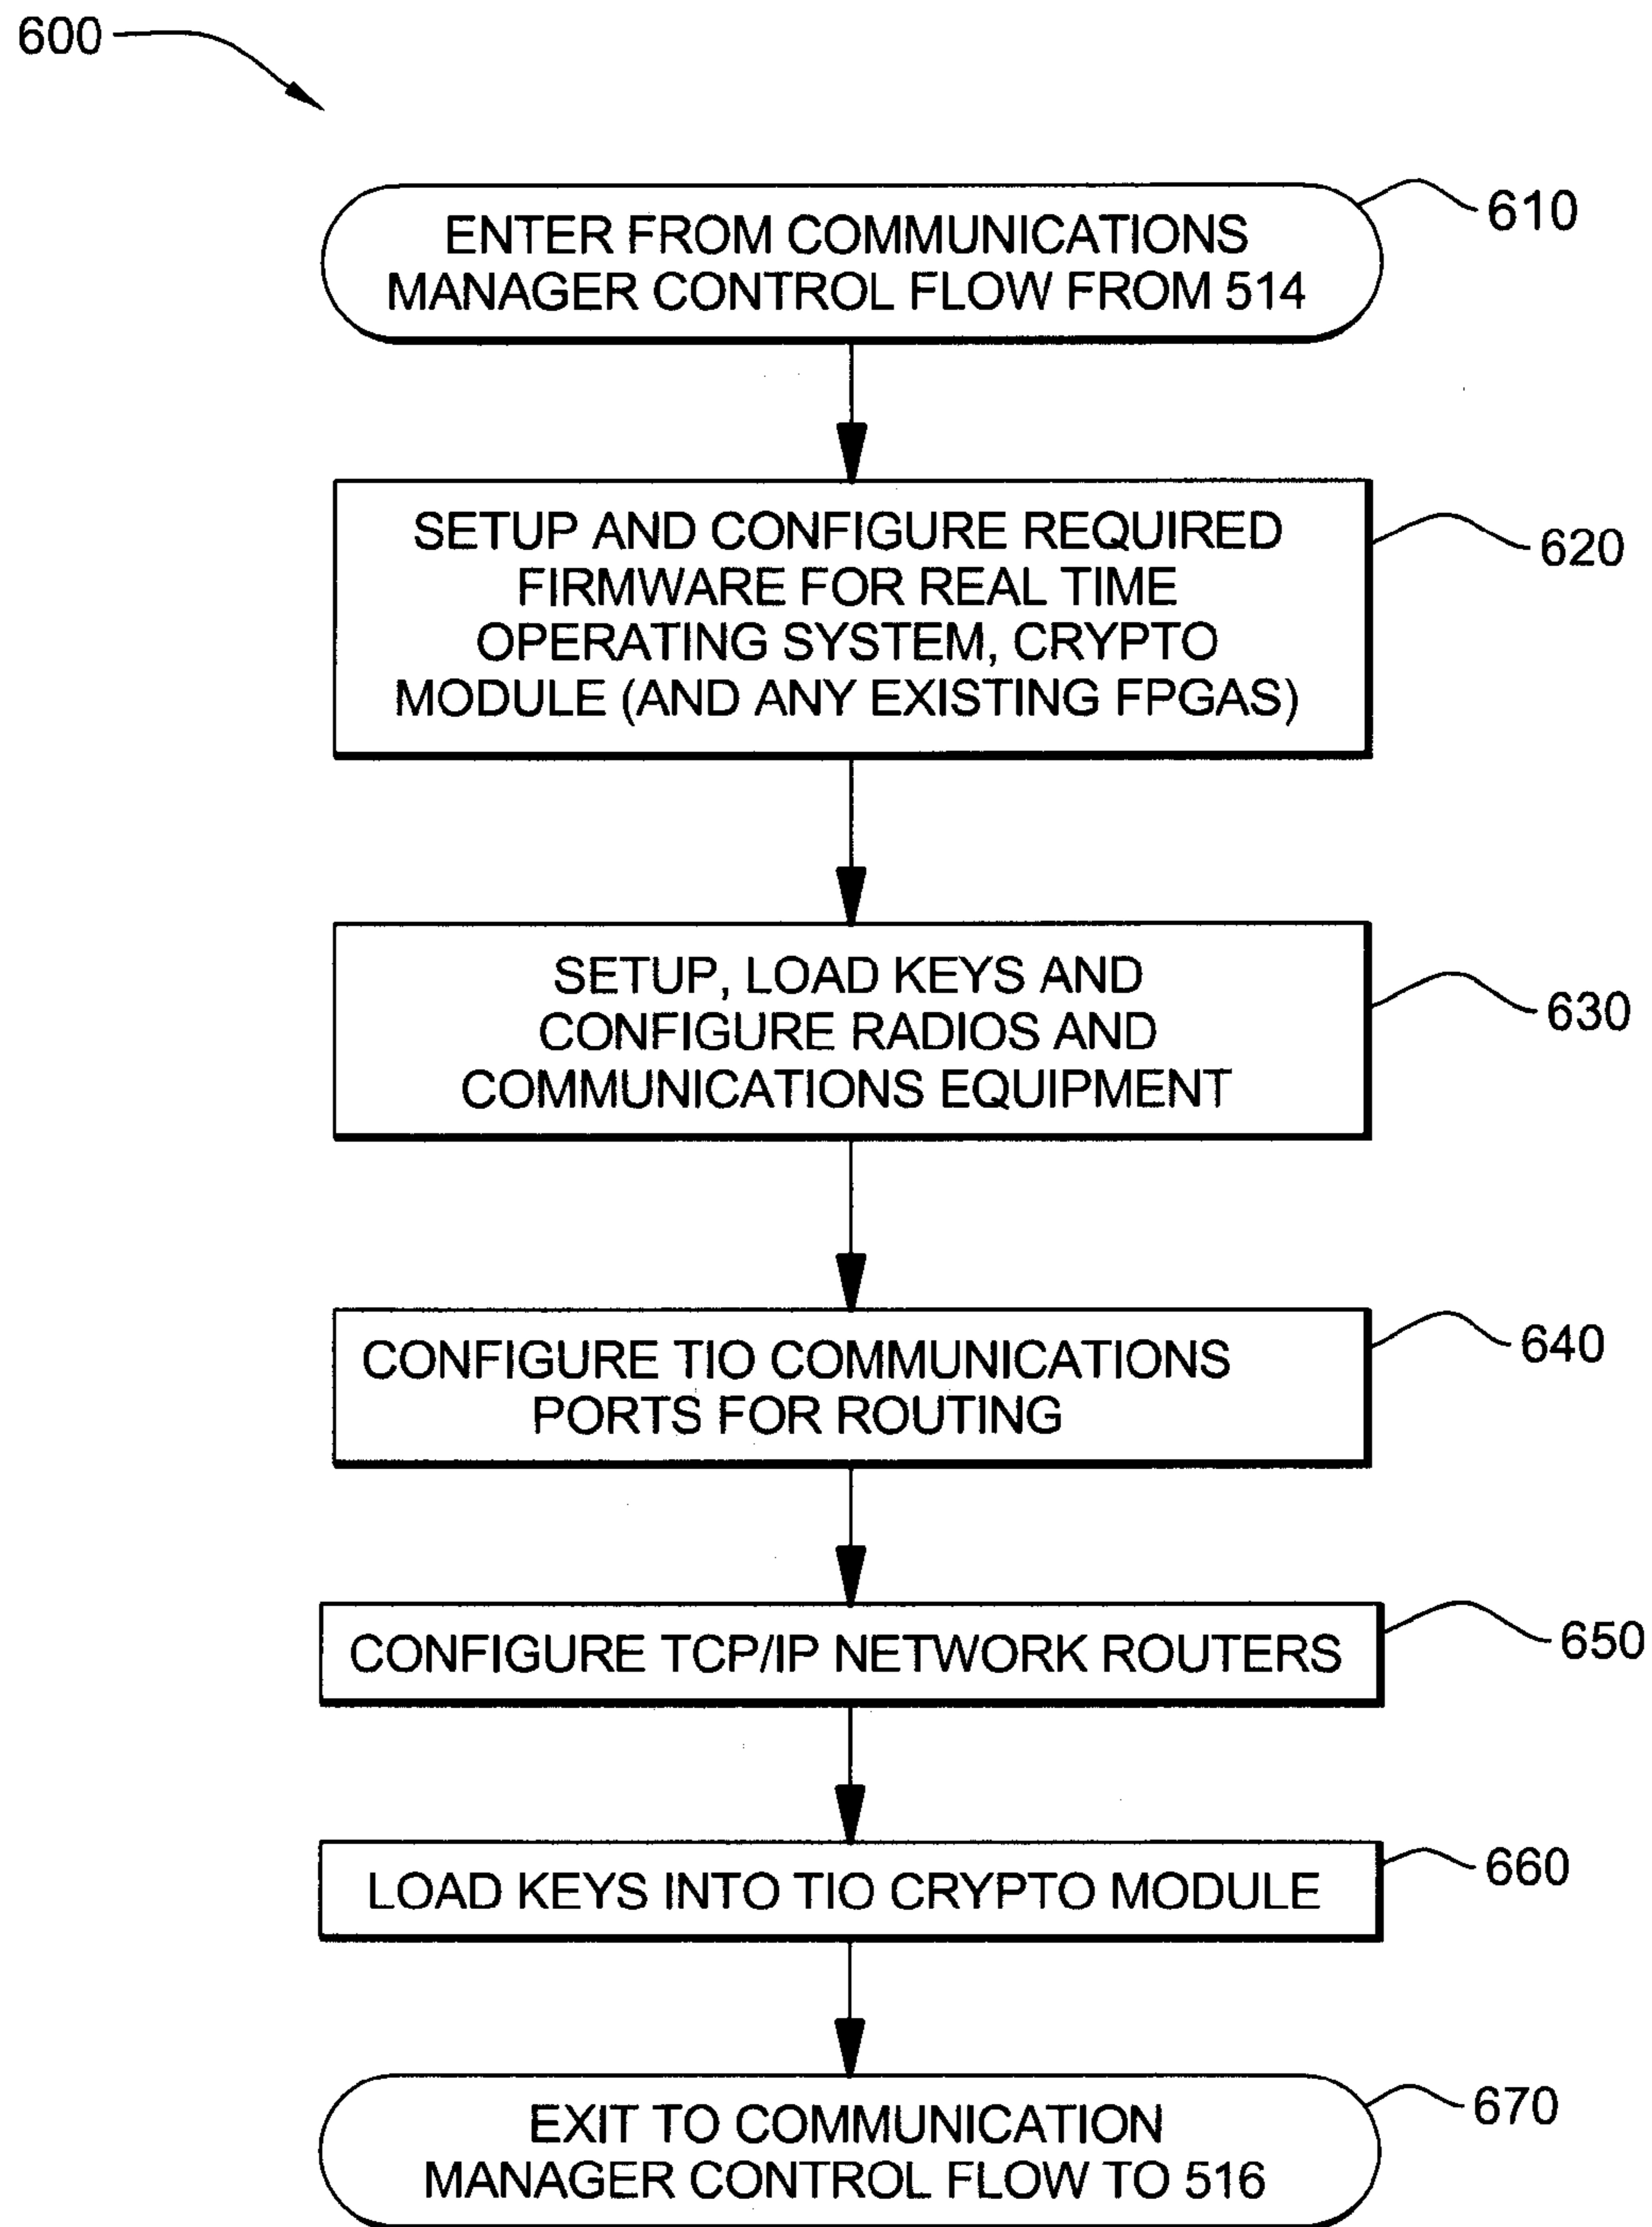 600
ENTER FROM COMMUNICATIONS
MANAGER CONTROL FLOW FROM 514
610
SETUP AND CONFIGURE REQUIRED
FIRMWARE FOR REAL TIME
OPERATING SYSTEM, CRYPTO
MODULE (AND ANY EXISTING FPGAS)
620
SETUP, LOAD KEYS AND
CONFIGURE RADIOS AND
COMMUNICATIONS EQUIPMENT
630
CONFIGURE TIO COMMUNICATIONS
PORTS FOR ROUTING
640
CONFIGURE TCP/IP NETWORK ROUTERS
650
LOAD KEYS INTO TIO CRYPTO MODULE
660
EXIT TO COMMUNICATION
MANAGER CONTROL FLOW TO 516
670